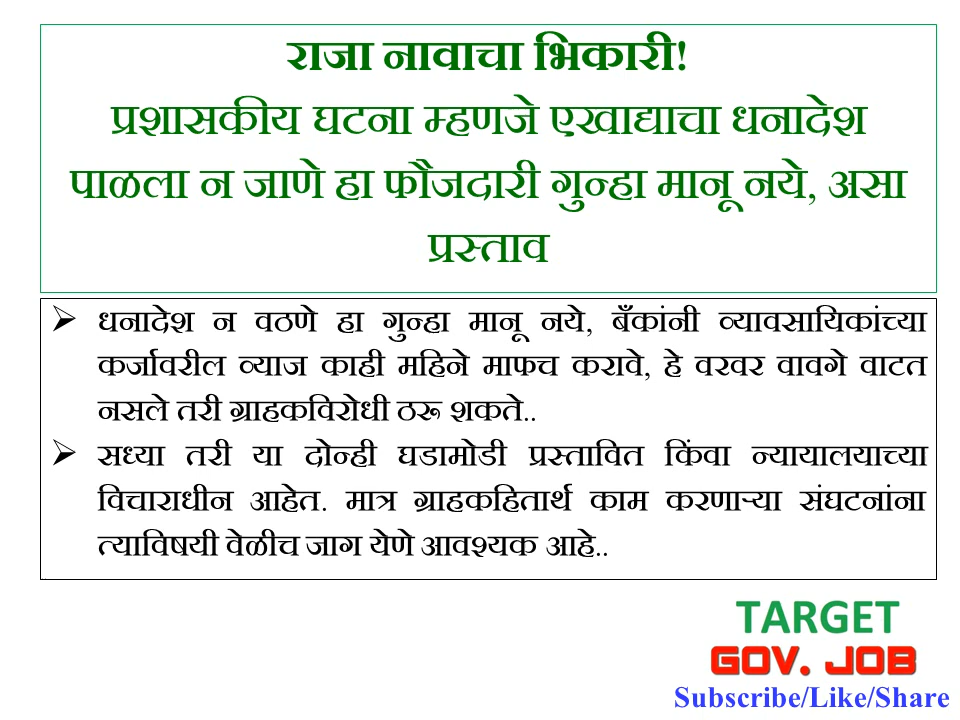 राजा नावाचा भिकारी!
प्रशासकीय घटना म्हणजे एखाद्याचा धनादेश
पाळला न जाणे हा फौजदारी गुन्हा मानू नये, असा
प्रस्ताव
➢ धनादेश न वठणे हा गुन्हा मानू नये, बँकांनी व्यावसायिकांच्या
कर्जावरील व्याज काही महिने माफच करावे, हे वरवर वावगे वाटत
नसले तरी ग्राहकविरोधी ठरू शकते..
➢ सध्या तरी या दोन्ही घडामोडी प्रस्तावित किंवा न्यायालयाच्या
विचाराधीन आहेत. मात्र ग्राहकहितार्थ काम करणाऱ्या संघटनांना
त्याविषयी वेळीच जाग येणे आवश्यक आहे..
TARGET
GOV. JOB
Subscribe/Like/Share